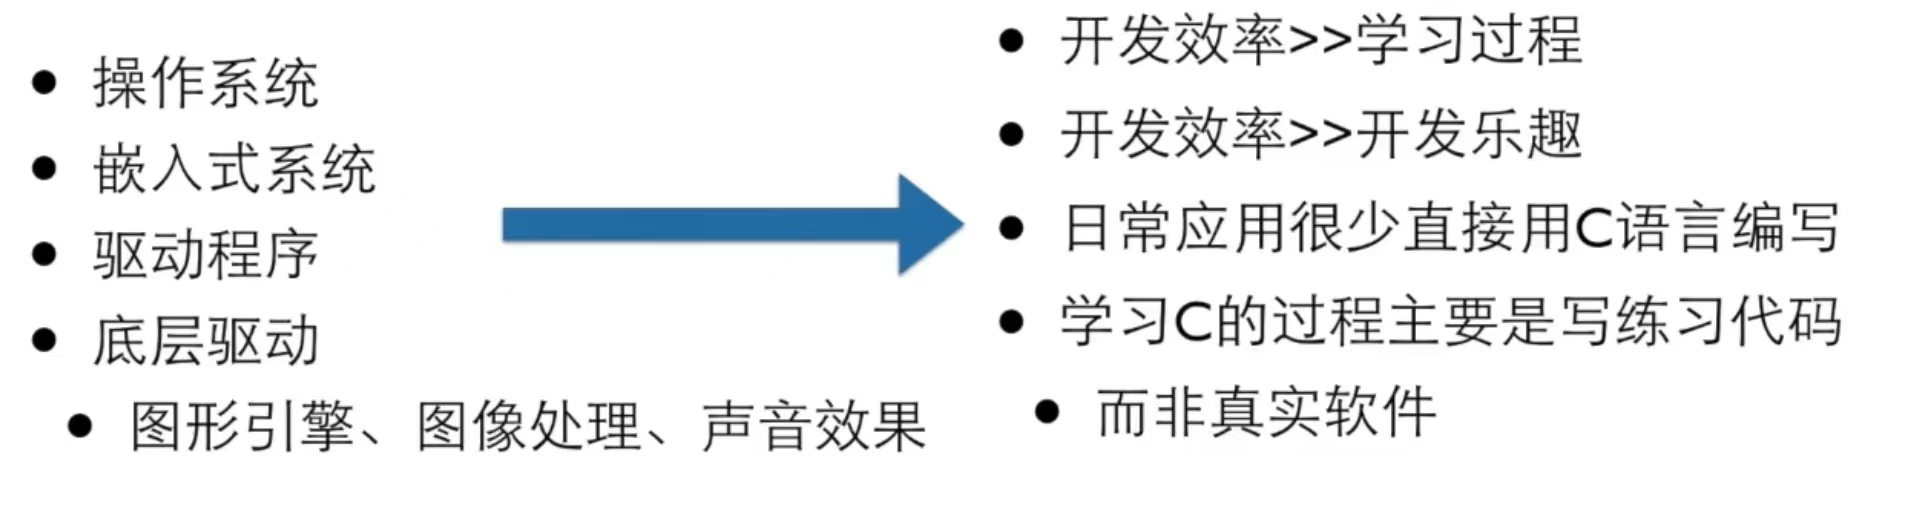 操作系统
嵌入式系统
驱动程序
底层驱动
图形引擎、图像处理、声音效果
开发效率>>学习过程
开发效率>>开发乐趣
日常应用很少直接用C语言编写
学习C的过程主要是写练习代码
而非真实软件